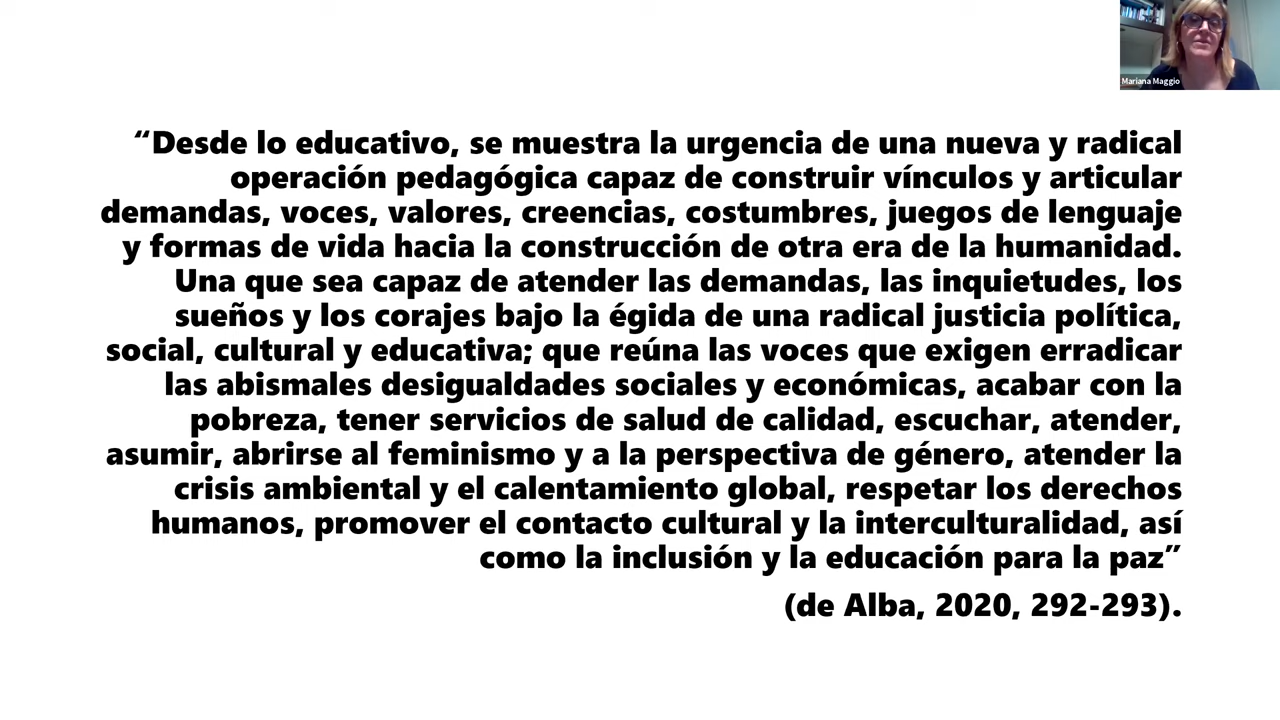 Mariana Maggio
“Desde lo educativo, se muestra la urgencia de una nueva y radical
operación pedagógica capaz de construir vínculos y articular
demandas, voces, valores, creencias, costumbres, juegos de lenguaje
y formas de vida hacia la construcción de otra era de la humanidad.
Una que sea capaz de atender las demandas, las inquietudes, los
sueños y los corajes bajo la égida de una radical justicia política,
social, cultural y educativa; que reúna las voces que exigen erradicar
las abismales desigualdades sociales y económicas, acabar con la
pobreza, tener servicios de salud de calidad, escuchar, atender,
asumir, abrirse al feminismo y a la perspectiva de género, atender la
crisis ambiental y el calentamiento global, respetar los derechos
humanos, promover el contacto cultural y la interculturalidad, así
como la inclusión y la educación para la paz”
(de Alba, 2020, 292-293).